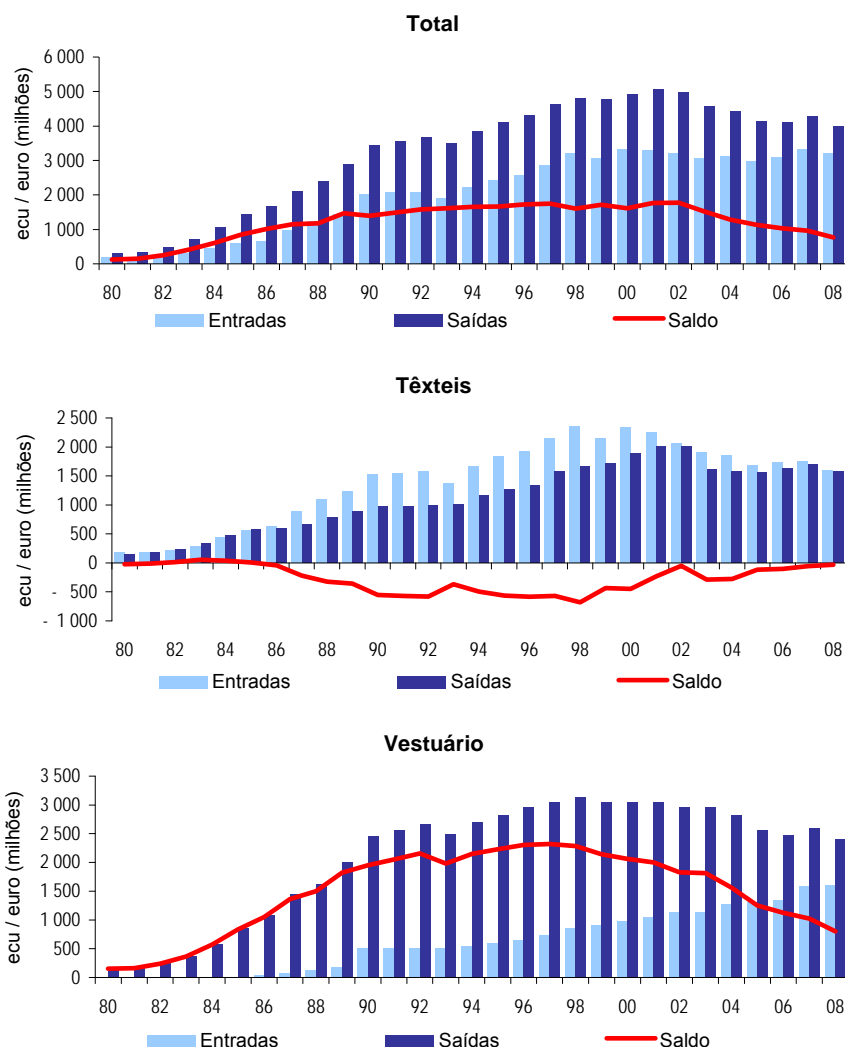 Total
ecu / euro (milhões)
6 000
5 000
4 000
3 000
2 000
1 000
0
80 82 84 86 88 90 92 94 96 98 00 02 04 06 08
Entradas Saídas Saldo
Têxteis
ecu / euro (milhões)
2 500
2 000
1 500
1 000
500
0
- 500
- 1 000
80 82 84 86 88 90 92 94 96 98 00 02 04 06 08
Entradas Saídas Saldo
Vestuário
ecu / euro (milhões)
3 500
3 000
2 500
2 000
1 500
1 000
500
0
80 82 84 86 88 90 92 94 96 98 00 02 04 06 08
Entradas Saídas Saldo